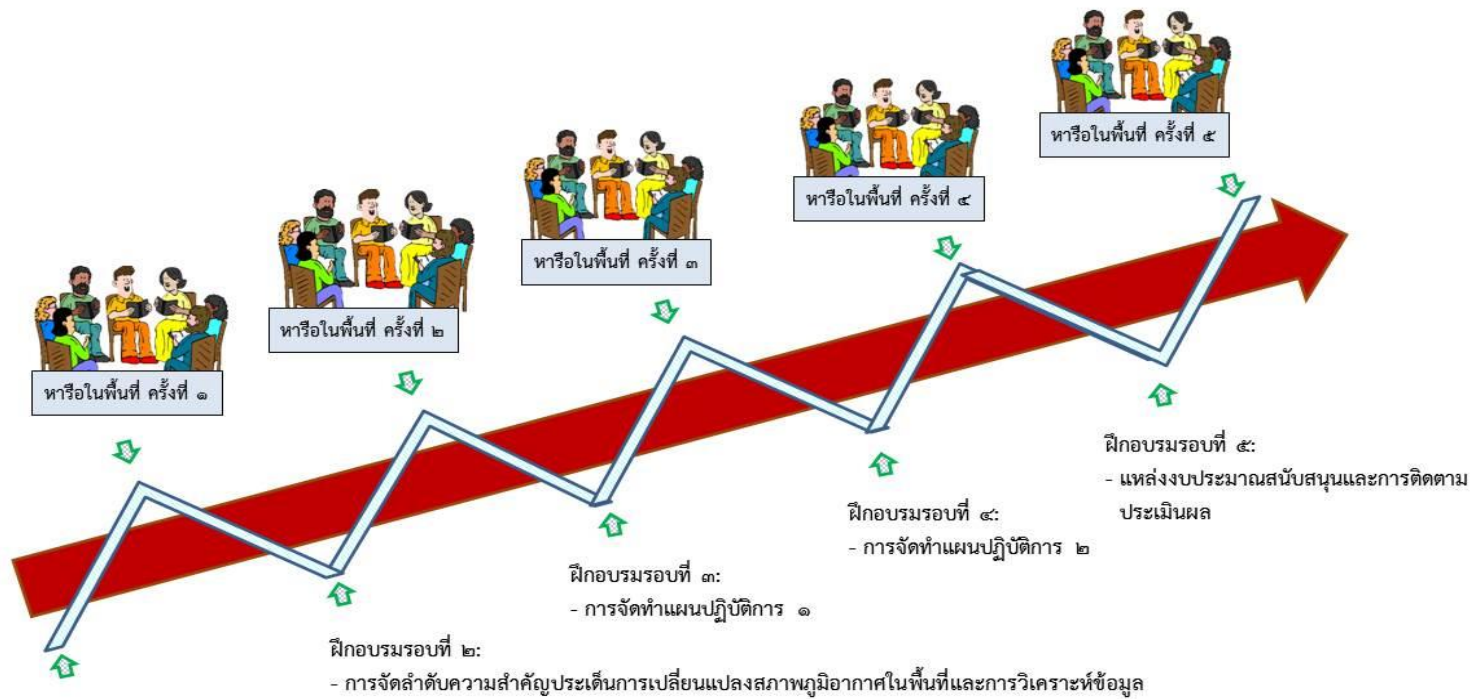 หารือในพื้นที่ ครั้งที่ ๕
หารือในพื้นที่ ครั้งที่ ๔
หารือในพื้นที่ ครั้งที่ ๓
หารือในพื้นที่ ครั้งที่ ๒
หารือในพื้นที่ ครั้งที่ ๑
ฝึกอบรมรอบที่ ๕:
- แหล่งงบประมาณสนับสนุนและการติดตาม
ประเมินผล
ฝึกอบรมรอบที่ ๔:
- การจัดทำแผนปฏิบัติการ ๒
ฝึกอบรมรอบที่ ๓:
- การจัดทำแผนปฏิบัติการ ๑
ฝึกอบรมรอบที่ ๒:
- การจัดลำดับความสำคัญประเด็นการเปลี่ยนแปลงสภาพภูมิอากาศในพื้นที่และการวิเคราะห์ข้อมูล